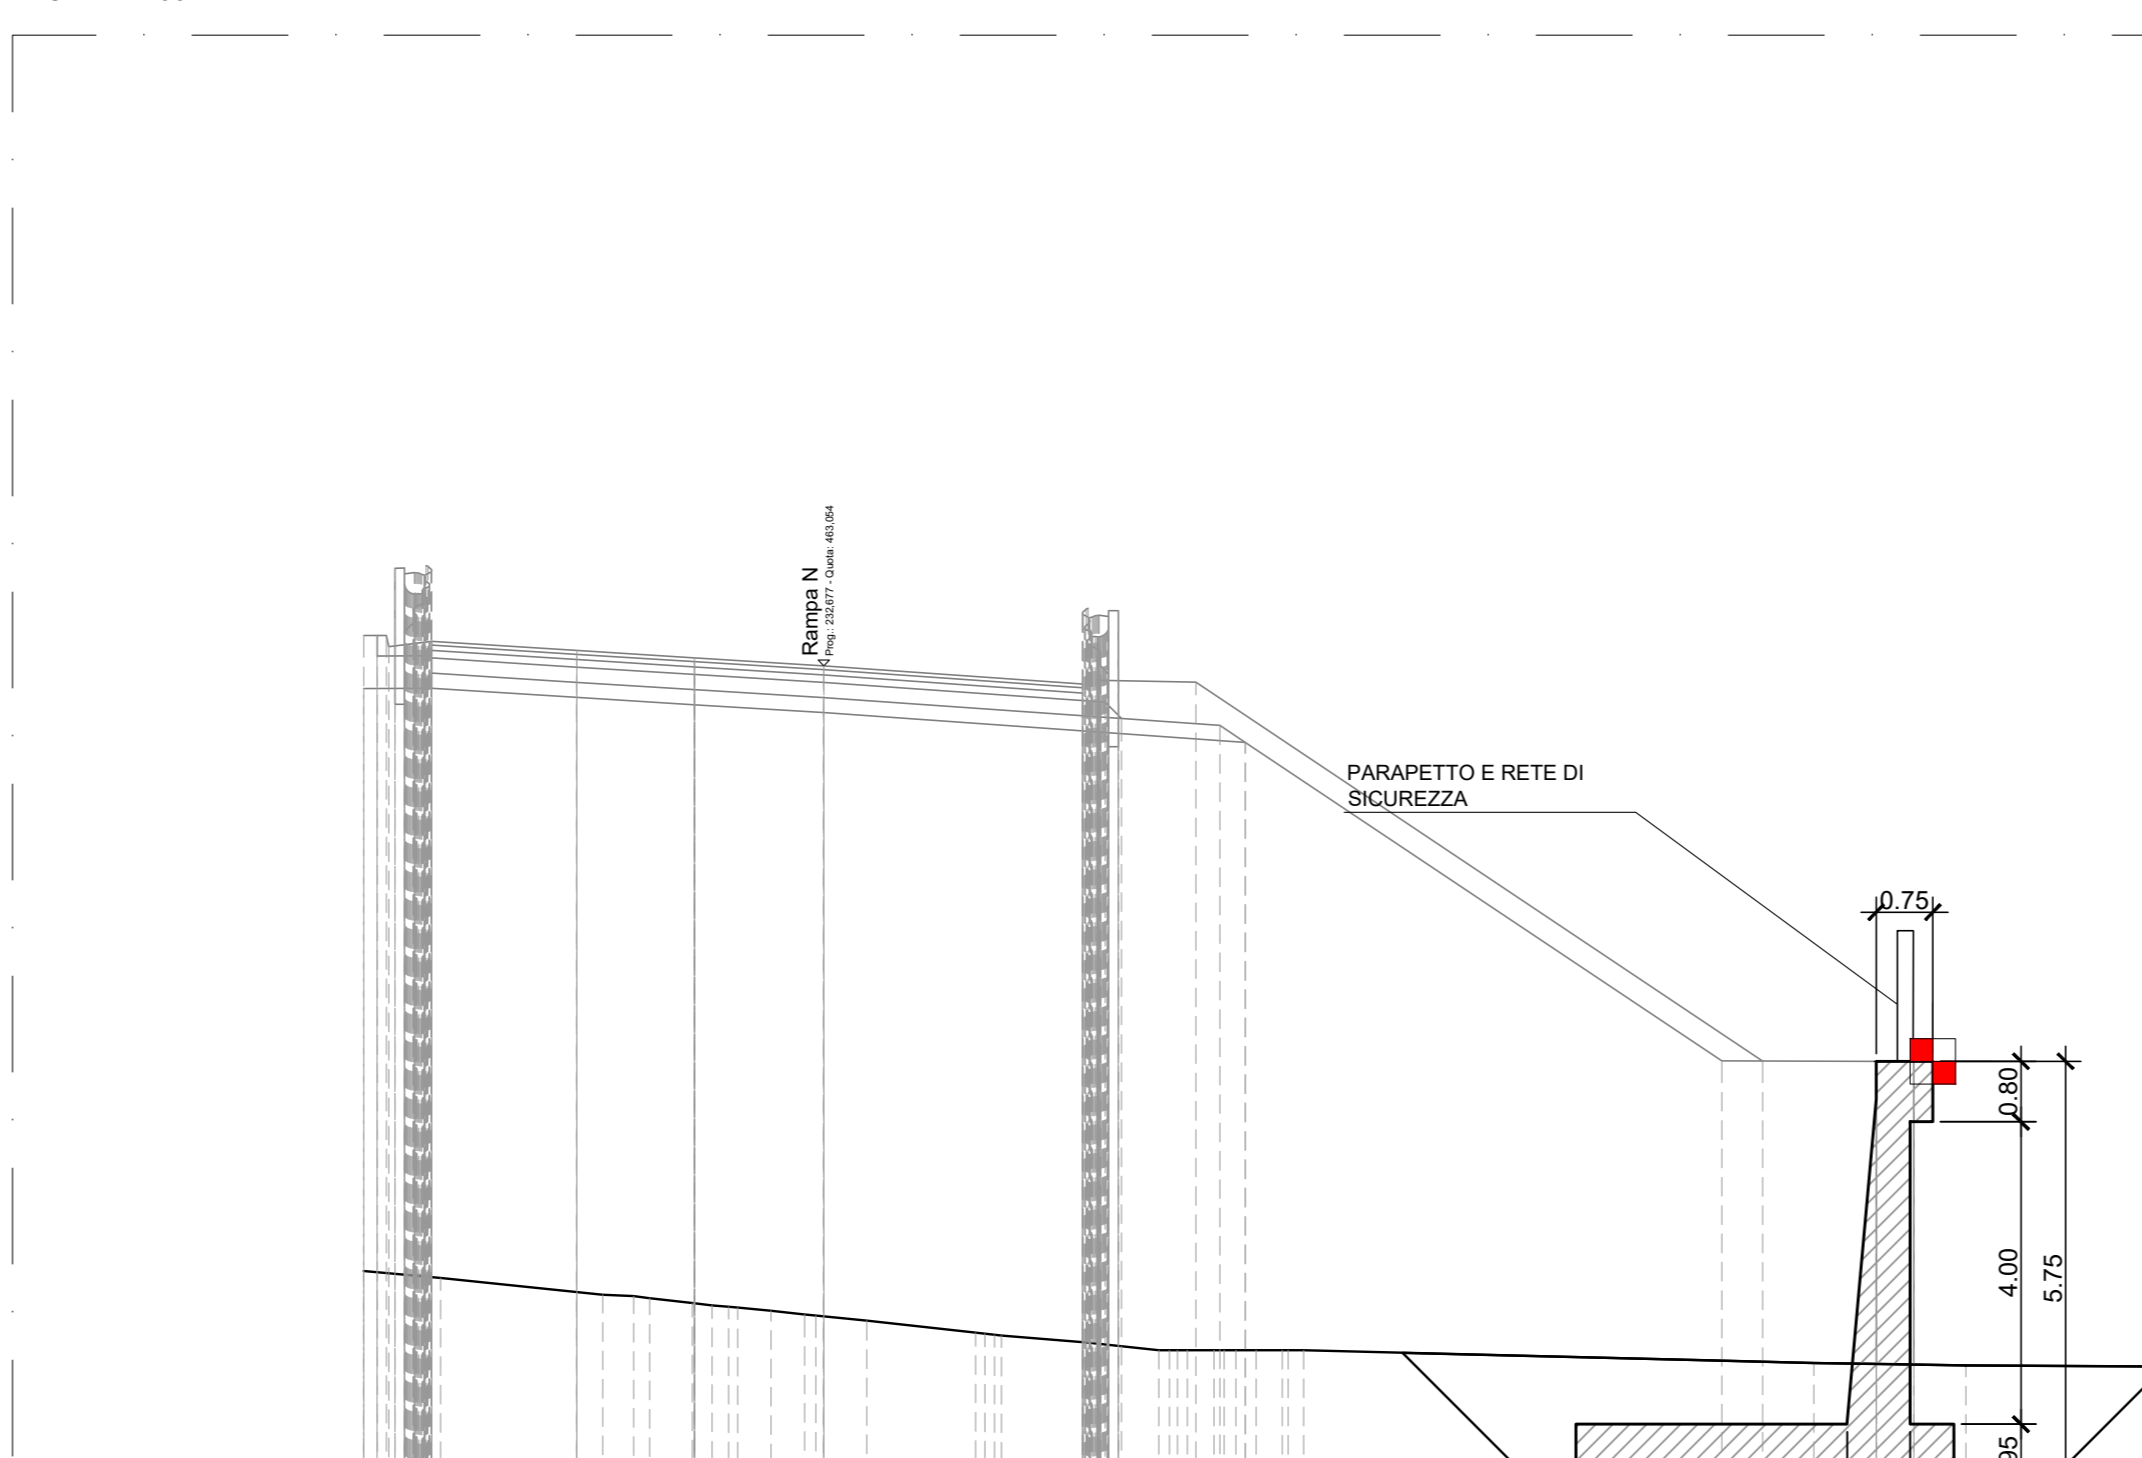 Rampa N
Prog.: 232,677 - Quota: 463,054
PARAPETTO E RETE DI
SICUREZZA
0.75
0.80
4.00
5.75